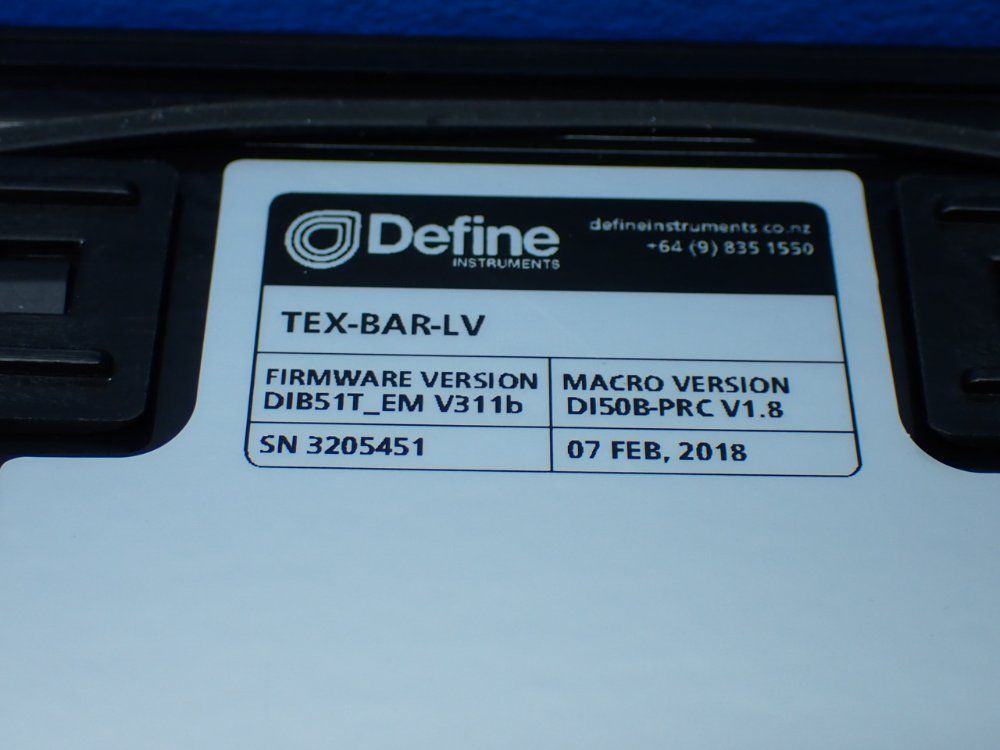 Define
INSTRUMENTS
defineinstruments.co.nz
+64 (9) 835 1550
TEX-BAR-LV
FIRMWARE VERSION
DIB51T_EM V311b
MACRO VERSION
DI50B-PRC V1.8
SN 3205451
07 FEB, 2018